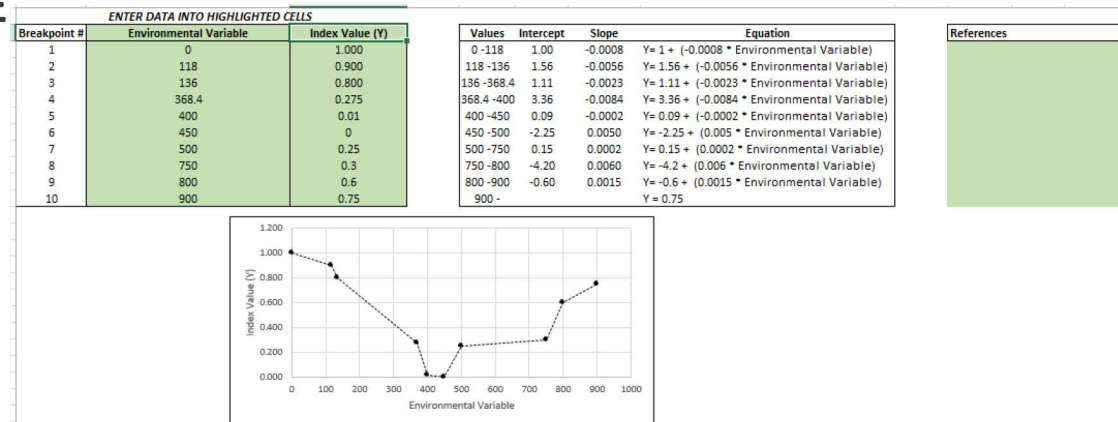 ENTER DATA INTO HIGHLIGHTED CELLS
Breakpoint # Environmental Variable Index Value (Y) Values Intercept Slope Equation References
1 0 1.000 0 -118 1.00 -0.0008 Y= 1 + (-0.0008 * Environmental Variable)
2 118 0.900 118 -136 1.56 -0.0056 Y= 1.56 + (-0.0056 * Environmental Variable)
3 136 0.800 136 -368.4 1.11 -0.0023 Y= 1.11 + (-0.0023 * Environmental Variable)
4 368.4 0.275 368.4 -400 3.36 -0.0084 Y= 3.36 + (-0.0084 * Environmental Variable)
5 400 0.01 400 -450 0.09 -0.0002 Y= 0.09 + (-0.0002 * Environmental Variable)
6 450 0 450 -500 -2.25 0.0050 Y= -2.25 + (0.005 * Environmental Variable)
7 500 0.25 500 -750 0.15 0.0002 Y= 0.15 + (0.0002 * Environmental Variable)
8 750 0.3 750 -800 -4.20 0.0060 Y= -4.2 + (0.006 * Environmental Variable)
9 800 0.6 800 -900 -0.60 0.0015 Y= -0.6 + (0.0015 * Environmental Variable)
10 900 0.75 900 - Y = 0.75
1.200
1.000
0.800
0.600
0.400
0.200
0.000
Index Value (Y)
0 100 200 300 400 500 600 700 800 900 1000
Environmental Variable